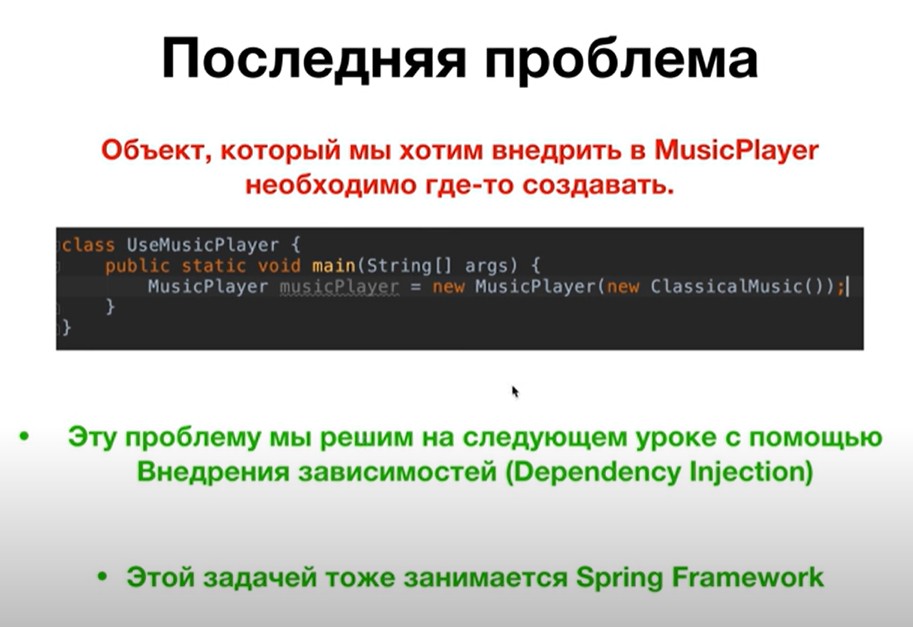 Последняя проблема
Объект, который мы хотим внедрить в MusicPlayer
необходимо где-то создавать.
class UseMusicPlayer {
public static void main(String[] args) {
MusicPlayer musicPlayer = new MusicPlayer(new ClassicalMusic());
}
}
• Эту проблему мы решим на следующем уроке с помощью
Внедрения зависимостей (Dependency Injection)
• Этой задачей тоже занимается Spring Framework